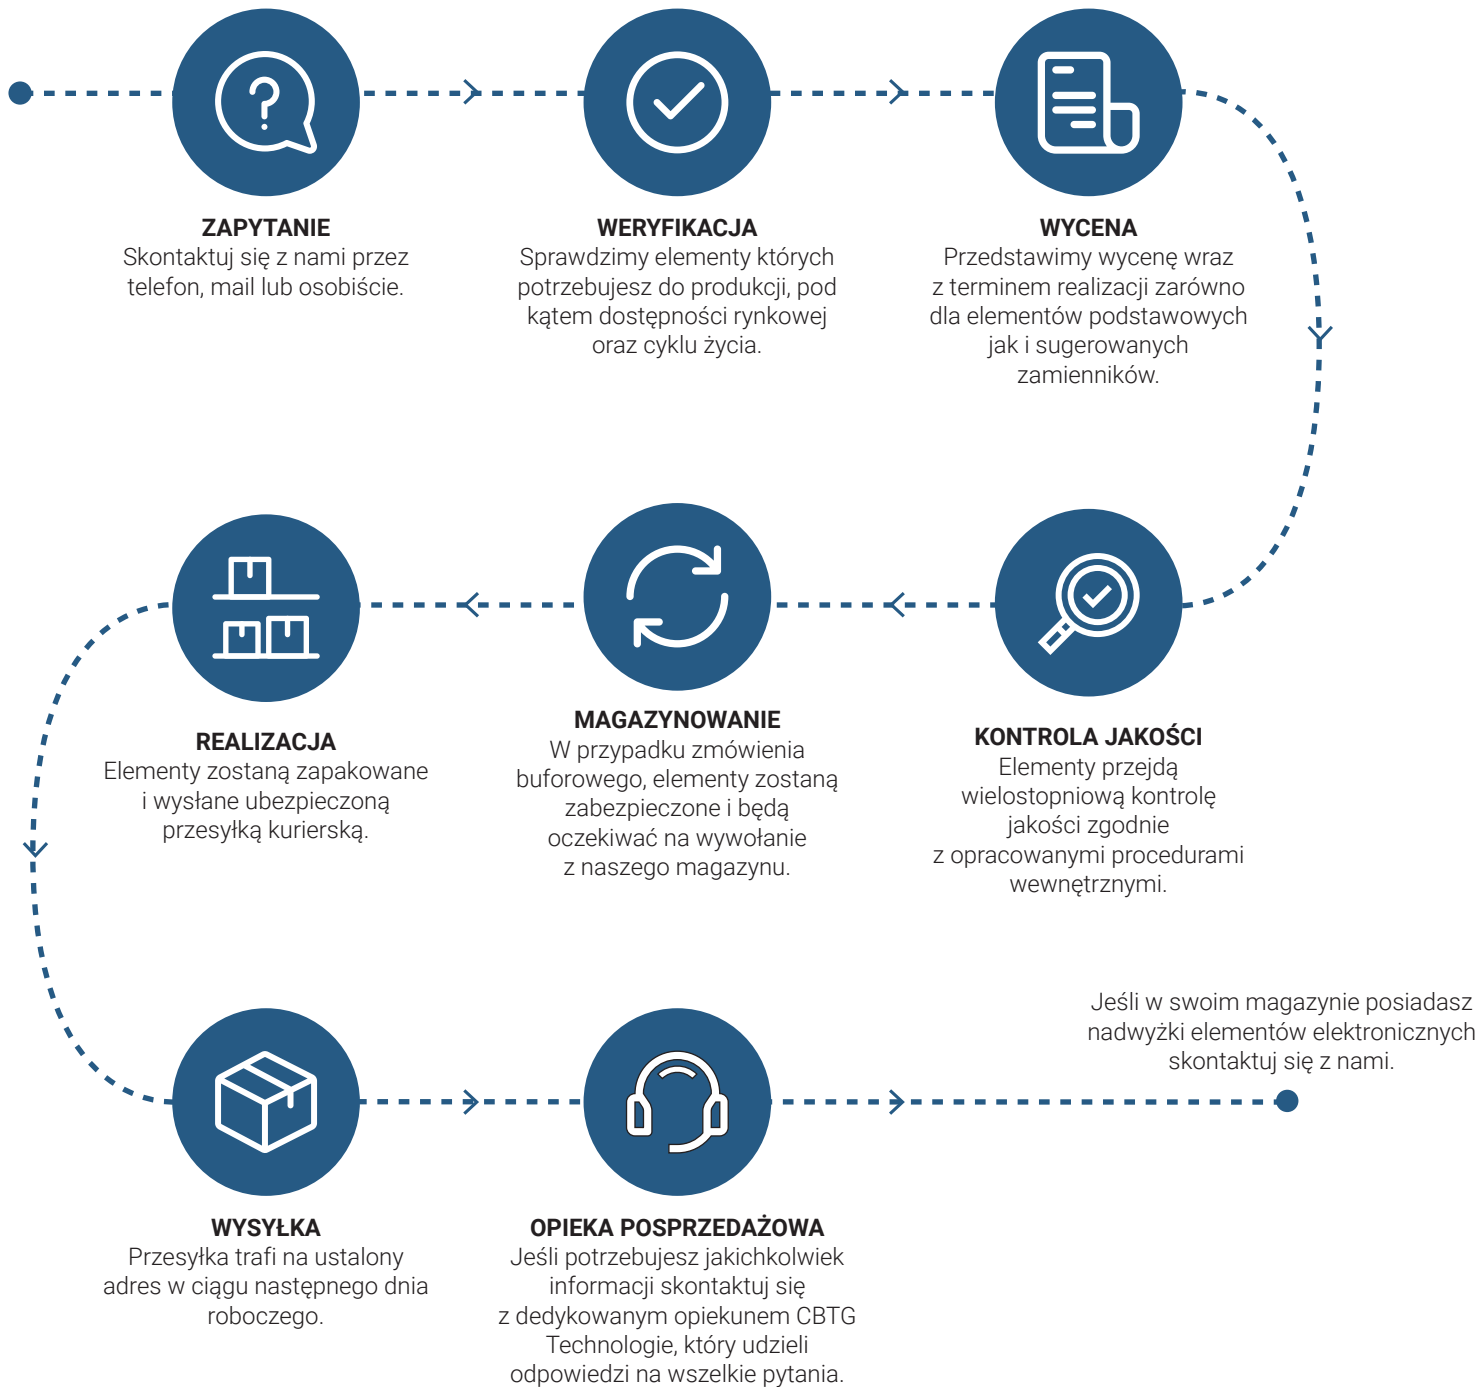 ZAPYTANIE
Skontaktuj się z nami przez
telefon, mail lub osobiście.
WERYFIKACJA
Sprawdzimy elementy których
potrzebujesz do produkcji, pod
kątem dostępności rynkowej
oraz cyklu życia.
WYCENA
Przedstawimy wycenę wraz
z terminem realizacji zarówno
dla elementów podstawowych
jak i sugerowanych
zamienników.
KONTROLA JAKOŚCI
Elementy przejdą
wielostopniową kontrolę
jakości zgodnie
z opracowanymi procedurami
wewnętrznymi.
MAGAZYNOWANIE
W przypadku zmówienia
buforowego, elementy zostaną
zabezpieczone i będą
oczekiwać na wywołanie
z naszego magazynu.
REALIZACJA
Elementy zostaną zapakowane
i wysłane ubezpieczoną
przesyłką kurierską.
WYSYŁKA
Przesyłka trafi na ustalony
adres w ciągu następnego dnia
roboczego.
OPIEKA POSPRZEDAŻOWA
Jeśli potrzebujesz jakichkolwiek
informacji skontaktuj się
z dedykowanym opiekunem CBTG
Technologie, który udzieli
odpowiedzi na wszelkie pytania.
Jeśli w swoim magazynie posiadasz
nadwyżki elementów elektronicznych
skontaktuj się z nami.